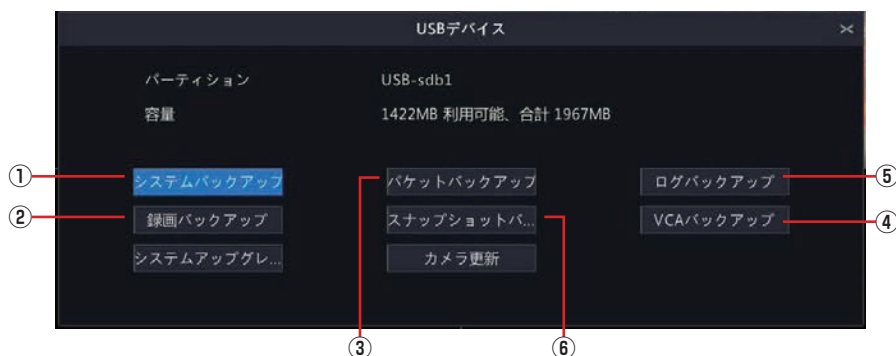 USBデバイス
パーティション USB-sdb1
容量 1422MB 利用可能、合計 1967MB
① システムバックアップ パケットバックアップ ログバックアップ ⑤
② 録画バックアップ スナップショットバ... VCAバックアップ ④
システムアップグレ... カメラ更新
③ ⑥